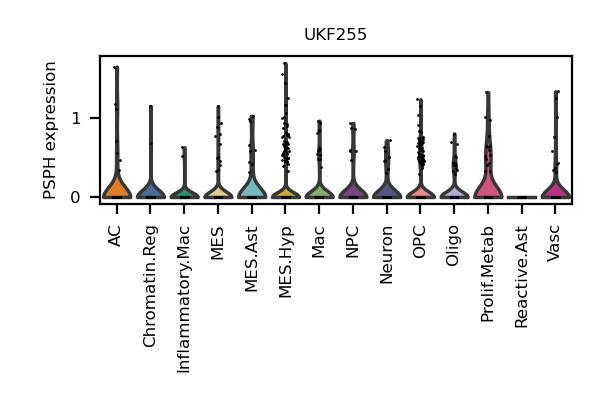 UKF255
PSPH expression
1
0
AC
Chromatin.Reg
Inflammatory.Mac
MES
MES.Ast
MES.Hyp
Mac
NPC
Neuron
OPC
Oligo
Prolif.Metab
Reactive.Ast
Vasc